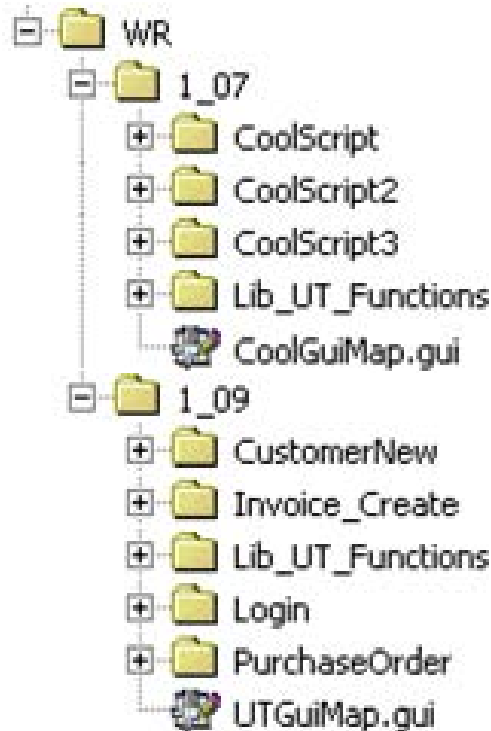 WR
1_07
CoolScript
CoolScript2
CoolScript3
Lib_UT_Functions
CoolGuiMap.gui
1_09
CustomerNew
Invoice_Create
Lib_UT_Functions
Login
PurchaseOrder
UTGuiMap.gui